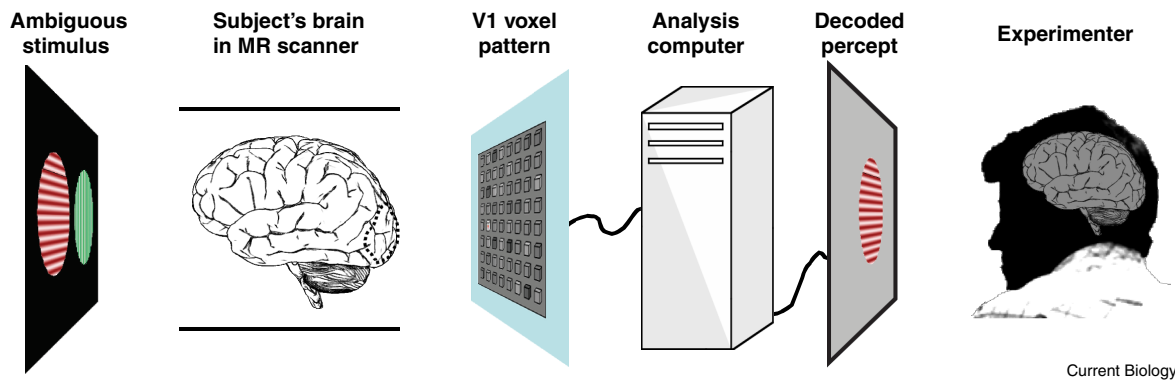 Ambiguous
stimulus
Subject's brain
in MR scanner
V1 voxel
pattern
Analysis
computer
Decoded
percept
Experimenter
Current Biology